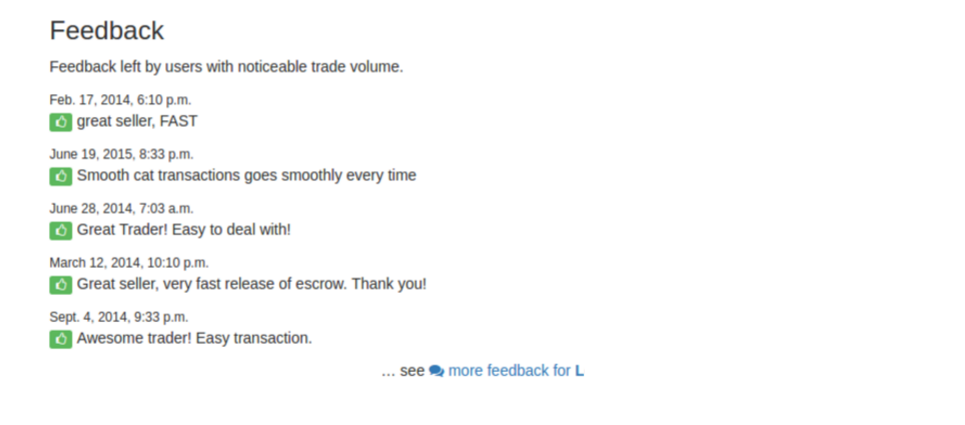 Feedback
Feedback left by users with noticeable trade volume.
Feb. 17, 2014, 6:10 p.m.
great seller, FAST
June 19, 2015, 8:33 p.m.
Smooth cat transactions goes smoothly every time
June 28, 2014, 7:03 a.m.
Great Trader! Easy to deal with!
March 12, 2014, 10:10 p.m.
Great seller, very fast release of escrow. Thank you!
Sept. 4, 2014, 9:33 p.m.
Awesome trader! Easy transaction.
... see more feedback for L